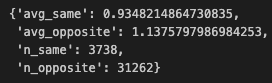 {'avg_same': 0.9348214864730835,
'avg_opposite': 1.1375797986984253,
'n_same': 3738,
'n_opposite': 31262}